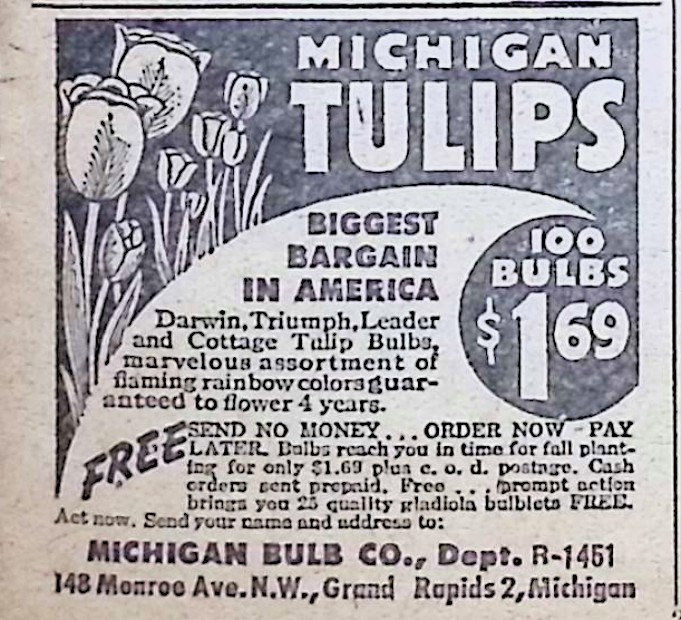 MICHIGAN
TULIPS
BIGGEST
BARGAIN
IN AMERICA
100
BULBS
$1.69
Darwin, Triumph, Leader
and Cottage Tulip Bulbs,
marvelous assortment of
flaming rainbow colors guar-
anteed to flower 4 years.
FREE
SEND NO MONEY... ORDER NOW - PAY
LATER. Bulbs reach you in time for fall plant-
ing for only $1.69 plus c. o. d. postage. Cash
orders sent prepaid. Free ... prompt action
brings you 25 quality gladiola bulblets FREE.
Act now. Send your name and address to:
MICHIGAN BULB CO., Dept. R-1451
148 Monroe Ave. N.W., Grand Rapids 2, Michigan